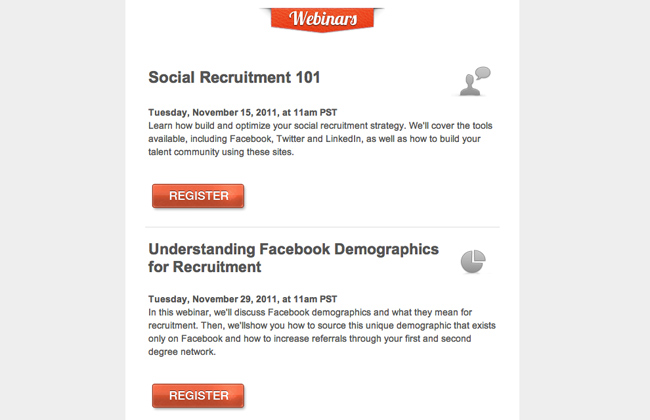 Webinars
Social Recruitment 101
Tuesday, November 15, 2011, at 11am PST
Learn how build and optimize your social recruitment strategy. We'll cover the tools
available, including Facebook, Twitter and LinkedIn, as well as how to build your
talent community using these sites.
REGISTER
Understanding Facebook Demographics
for Recruitment
Tuesday, November 29, 2011, at 11am PST
In this webinar, we'll discuss Facebook demographics and what they mean for
recruitment. Then, we'llshow you how to source this unique demographic that exists
only on Facebook and how to increase referrals through your first and second
degree network.
REGISTER